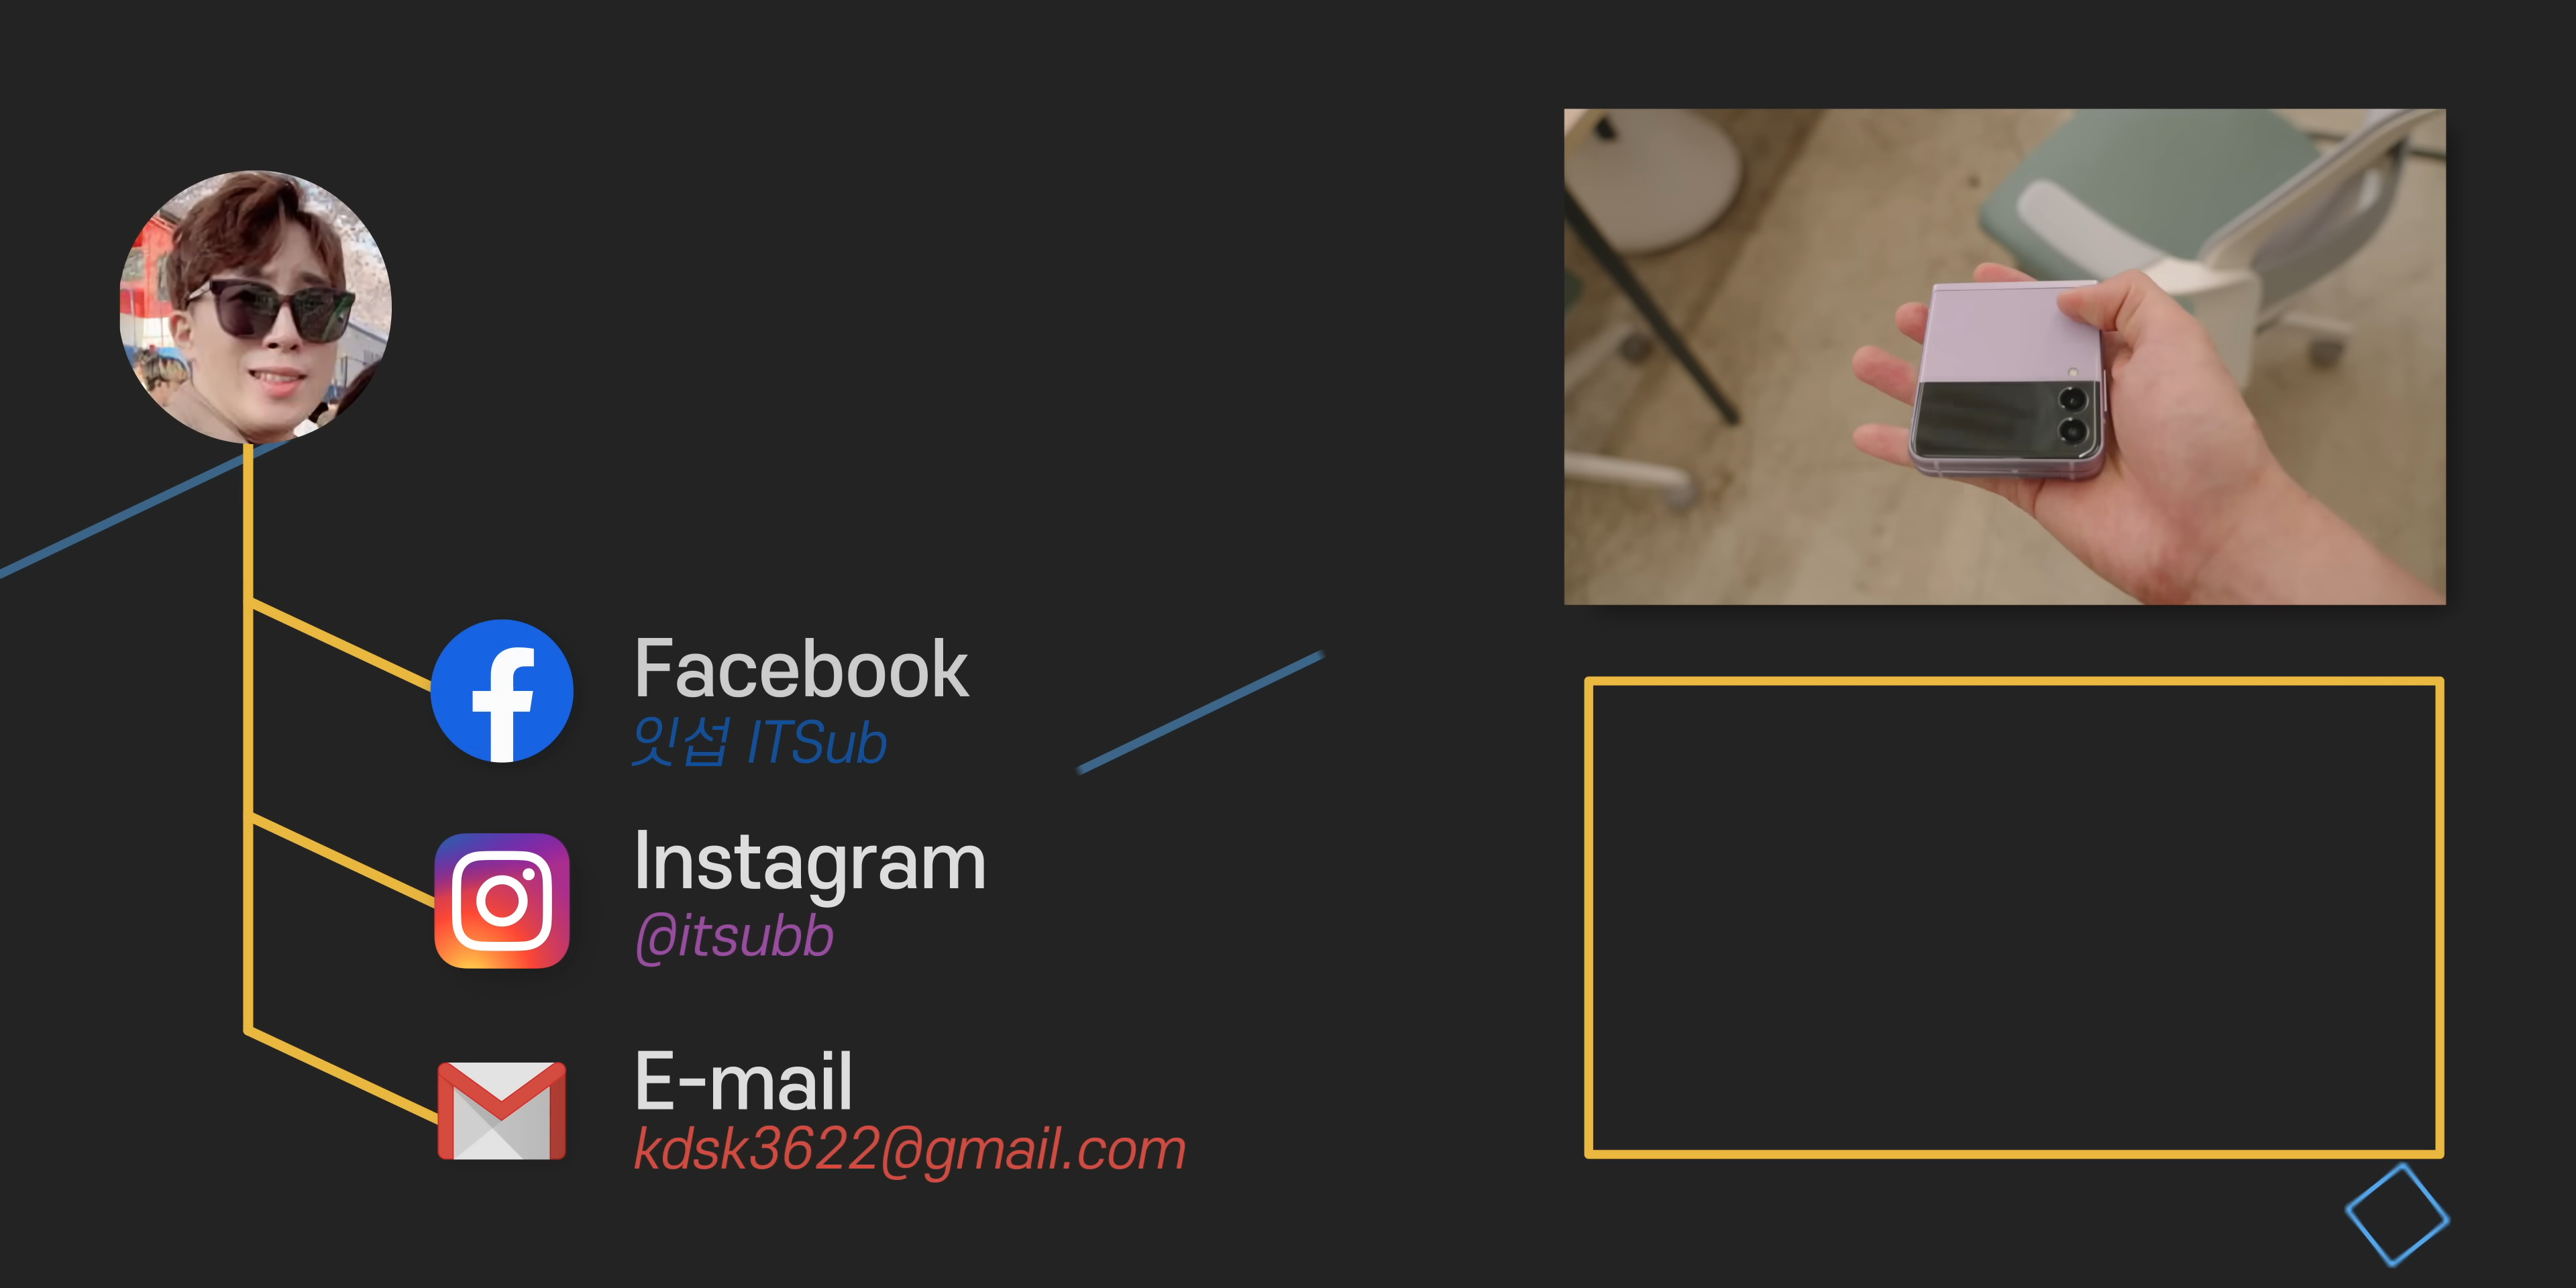 Facebook
잇섭 ITSub
Instagram
@itsubb
E-mail
kdsk3622@gmail.com